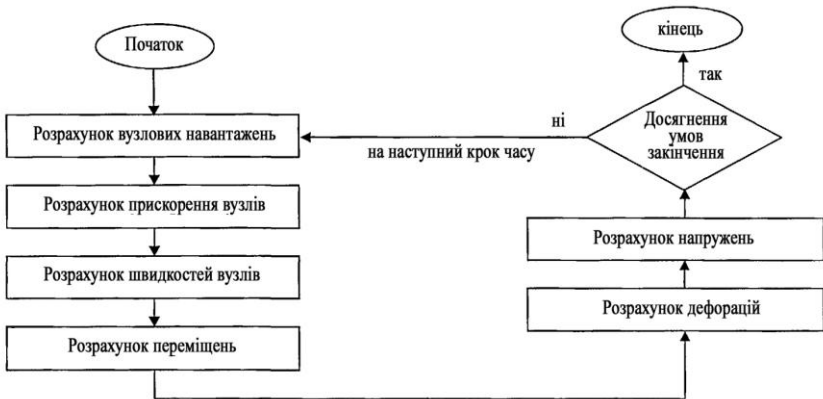 Початок
Розрахунок вузлових навантажень
Розрахунок прискорення вузлів
Розрахунок швидкостей вузлів
Розрахунок переміщень
Розрахунок дефорацій
Розрахунок напружень
Досягнення
умов
закінчення
ні
на наступний крок часу
так
кінець